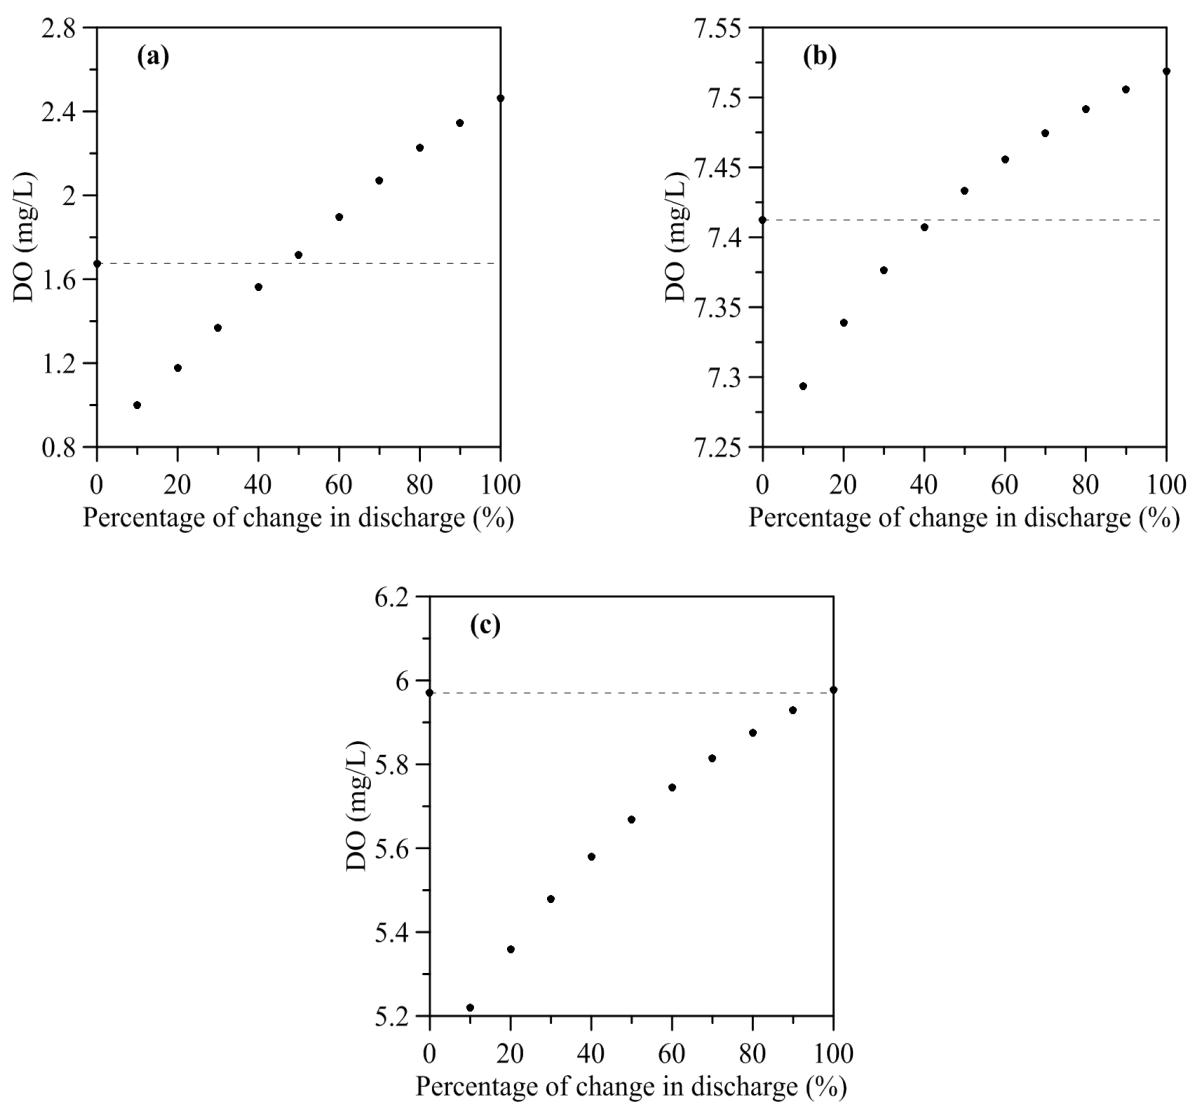 (a)
DO (mg/L)
2.8
2.4
2
1.6
1.2
0.8
0 20 40 60 80 100
Percentage of change in discharge (%)
(b)
DO (mg/L)
7.55
7.5
7.45
7.4
7.35
7.3
7.25
0 20 40 60 80 100
Percentage of change in discharge (%)
(c)
DO (mg/L)
6.2
6
5.8
5.6
5.4
5.2
0 20 40 60 80 100
Percentage of change in discharge (%)